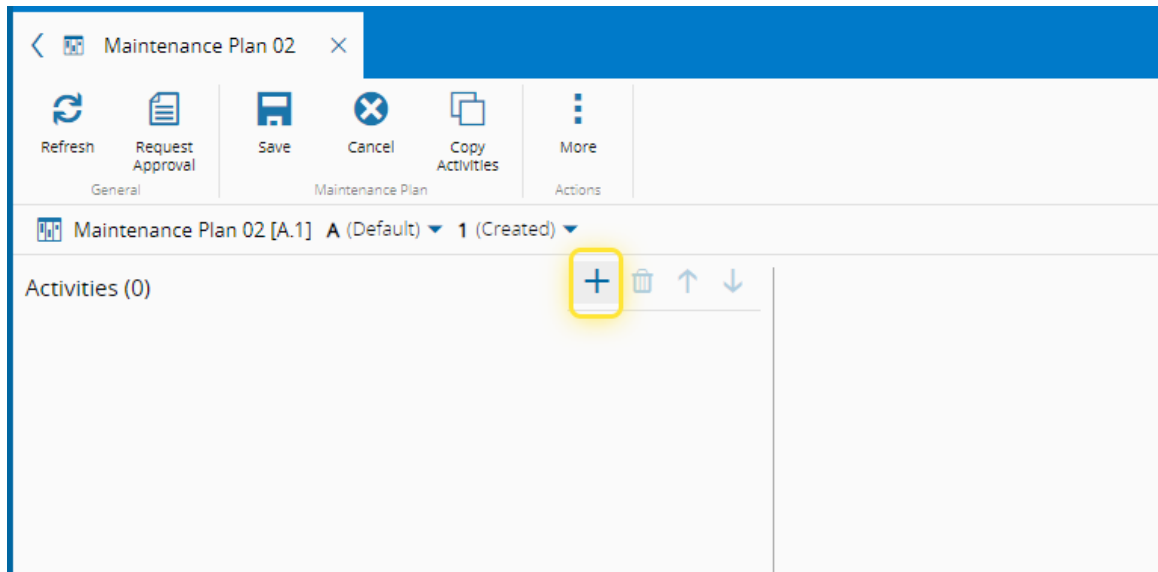 Maintenance Plan 02
Refresh
Request
Approval
Save
Cancel
Copy
Activities
More
General
Maintenance Plan
Actions
Maintenance Plan 02 [A.1] A (Default) 1 (Created)
Activities (0)